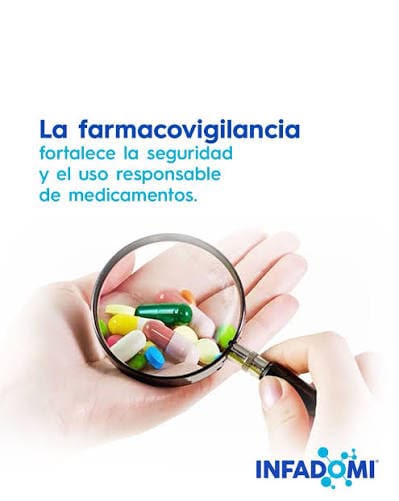 La farmacovigilancia
fortalece la seguridad
y el uso responsable
de medicamentos.
INFADOMI